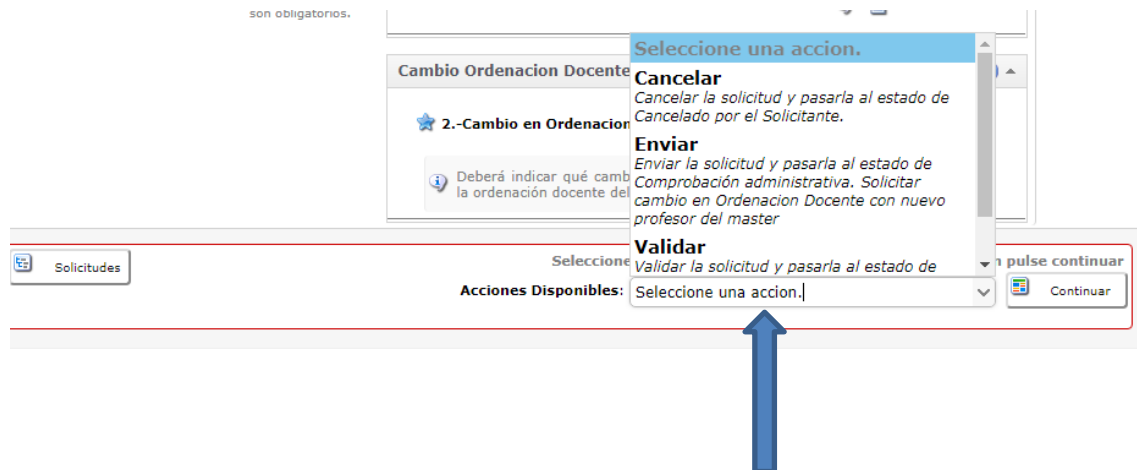 son obligatorios.
Seleccione una accion.
Cambio Ordenacion Docente
Cancelar
Cancelar la solicitud y pasarla al estado de
Cancelado por el Solicitante.
2.-Cambio en Ordenacion
Enviar
Enviar la solicitud y pasarla al estado de
Comprobación administrativa. Solicitar
cambio en Ordenacion Docente con nuevo
profesor del master
Deberá indicar qué camb
la ordenación docente del
Validar
Validar la solicitud y pasarla al estado de
Solicitudes
Seleccione
n pulse continuar
Acciones Disponibles: Seleccione una accion.
Continuar